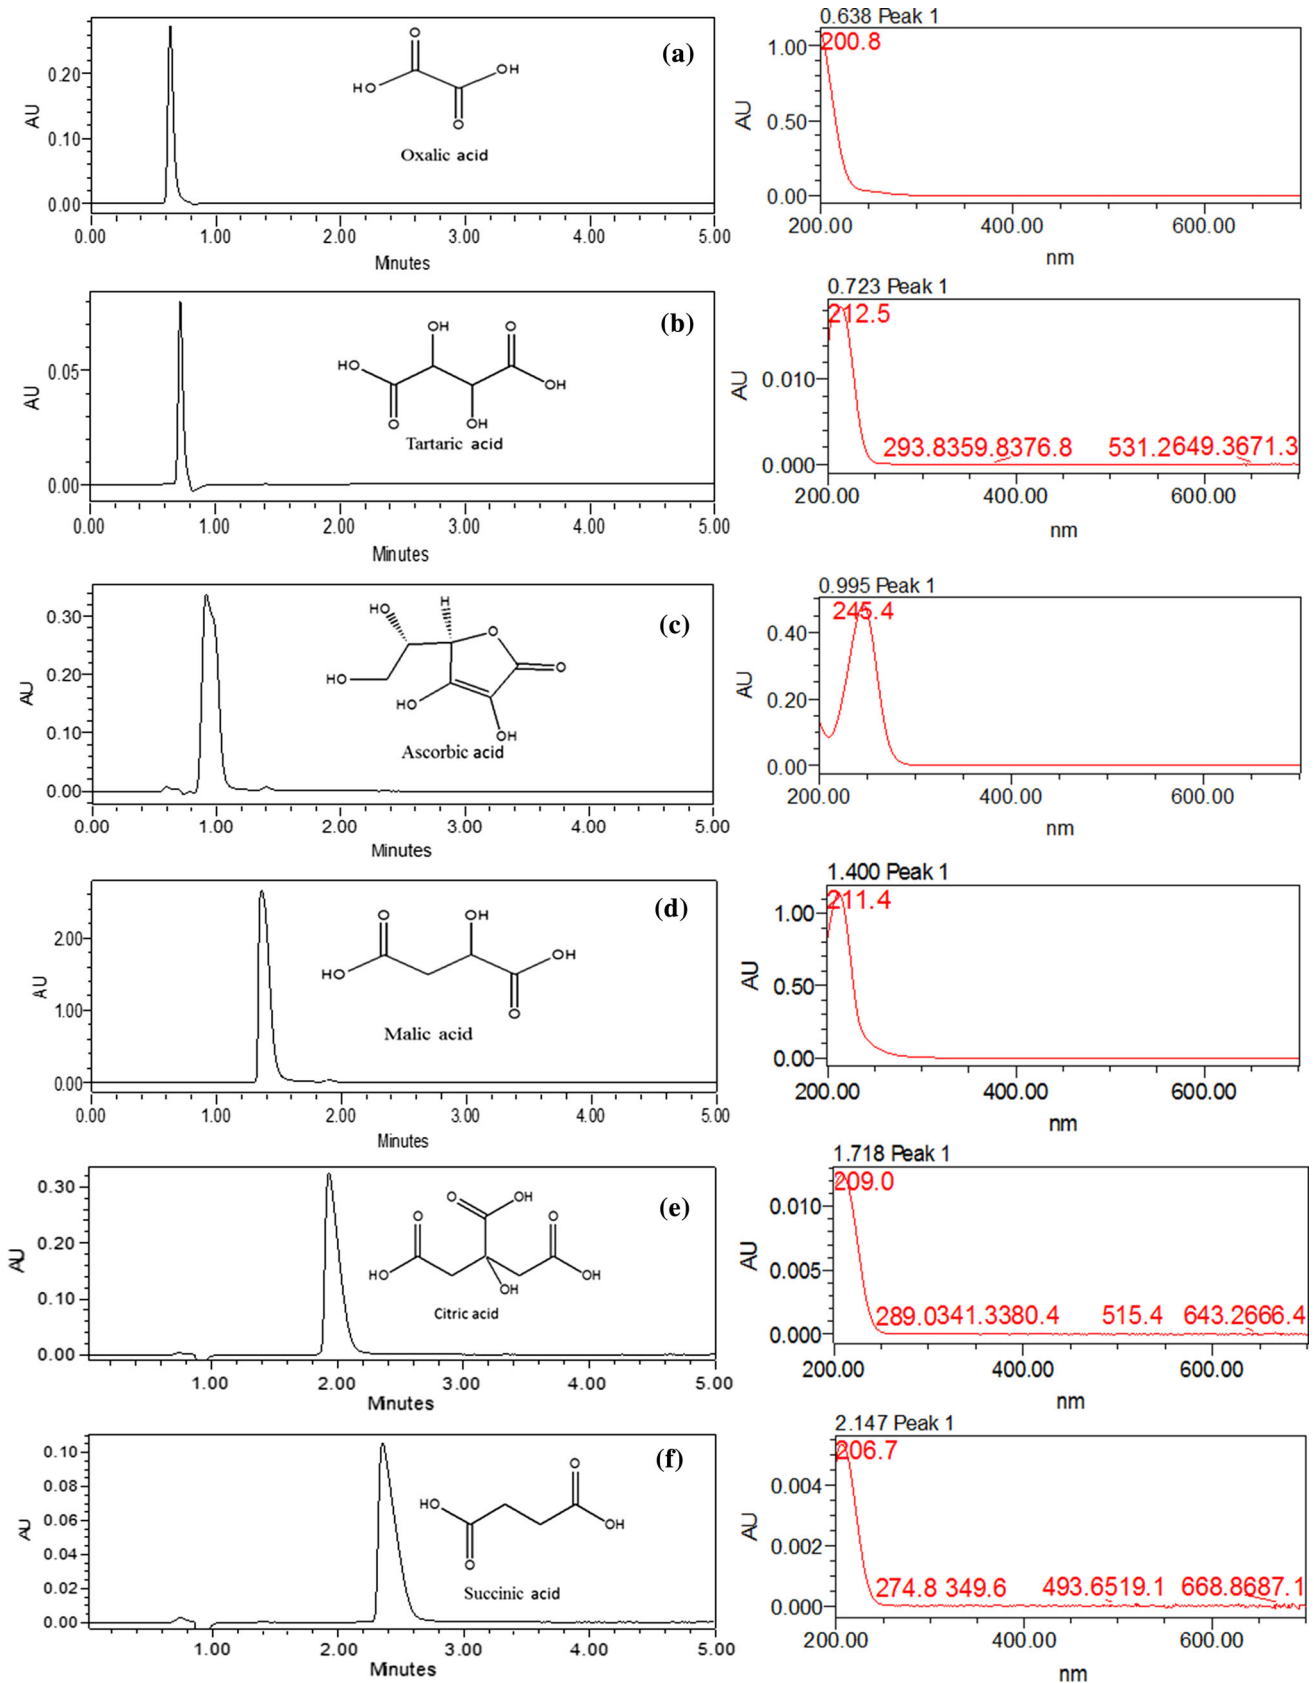 0.638 Peak 1
200.8
(a)
O
OH
HO
O
Oxalic acid
AU
0.20
0.10
0.00
0.00 1.00 2.00 3.00 4.00 5.00
Minutes
AU
1.00
0.50
0.00
200.00 400.00 600.00
nm
0.723 Peak 1
212.5
(b)
OH O
HO
OH
O OH
Tartaric acid
AU
0.05
0.00
0.00 1.00 2.00 3.00 4.00 5.00
Minutes
AU
0.010
0.000
293.8359.8376.8 531.2649.3671.3
200.00 400.00 600.00
nm
0.995 Peak 1
245.4
(c)
HO H
O
O
HO
HO
OH
Ascorbic acid
AU
0.30
0.20
0.10
0.00
0.00 1.00 2.00 3.00 4.00 5.00
Minutes
AU
0.40
0.20
0.00
200.00 400.00 600.00
nm
1.400 Peak 1
211.4
(d)
O OH
OH
HO
O
Malic acid
AU
2.00
1.00
0.00
0.00 1.00 2.00 3.00 4.00 5.00
Minutes
AU
1.00
0.50
0.00
200.00 400.00 600.00
nm
1.718 Peak 1
209.0
(e)
O OH
O O
HO OH
OH
Citric acid
AU
0.30
0.20
0.10
0.00
1.00 2.00 3.00 4.00 5.00
Minutes
AU
0.010
0.005
0.000
289.0341.3380.4 515.4 643.2666.4
200.00 400.00 600.00
nm
2.147 Peak 1
206.7
(f)
O
HO
OH
O
Succinic acid
AU
0.10
0.08
0.06
0.04
0.02
0.00
1.00 2.00 3.00 4.00 5.00
Minutes
AU
0.004
0.002
0.000
274.8 349.6 493.6519.1 668.8687.1
200.00 400.00 600.00
nm